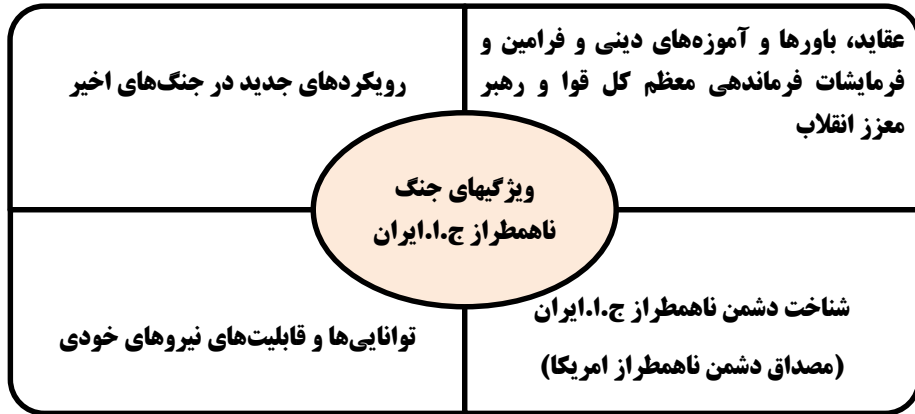 عقاید، باورها و آموزه‌های دینی و فرامین و
فرمایشات فرماندهی معظم کل قوا و رهبر
معزز انقلاب
رویکردهای جدید در جنگ‌های اخیر
ویژگیهای جنگ
ناهمطراز ج.ا.ایران
شناخت دشمن ناهمطراز ج.ا.ایران
(مصداق دشمن ناهمطراز امریکا)
توانایی‌ها و قابلیت‌های نیروهای خودی